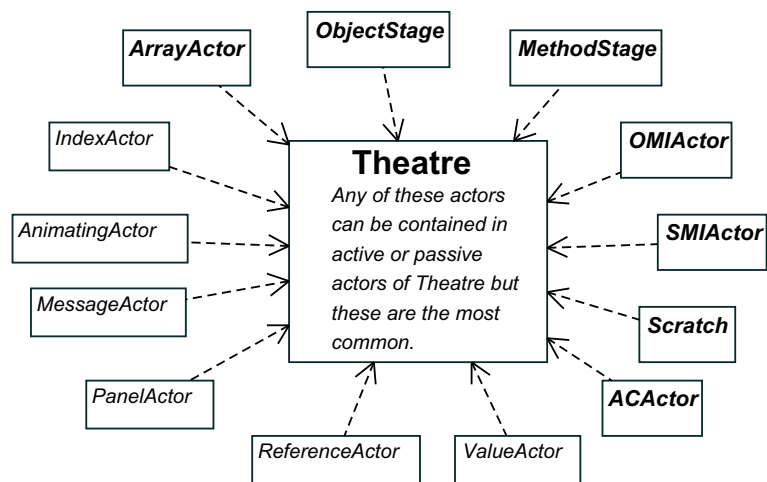 ObjectStage
ArrayActor
MethodStage
IndexActor
OMIActor
Theatre
Any of these actors
can be contained in
active or passive
actors of Theatre but
these are the most
common.
AnimatingActor
SMIActor
MessageActor
Scratch
PanelActor
ACActor
ReferenceActor
ValueActor